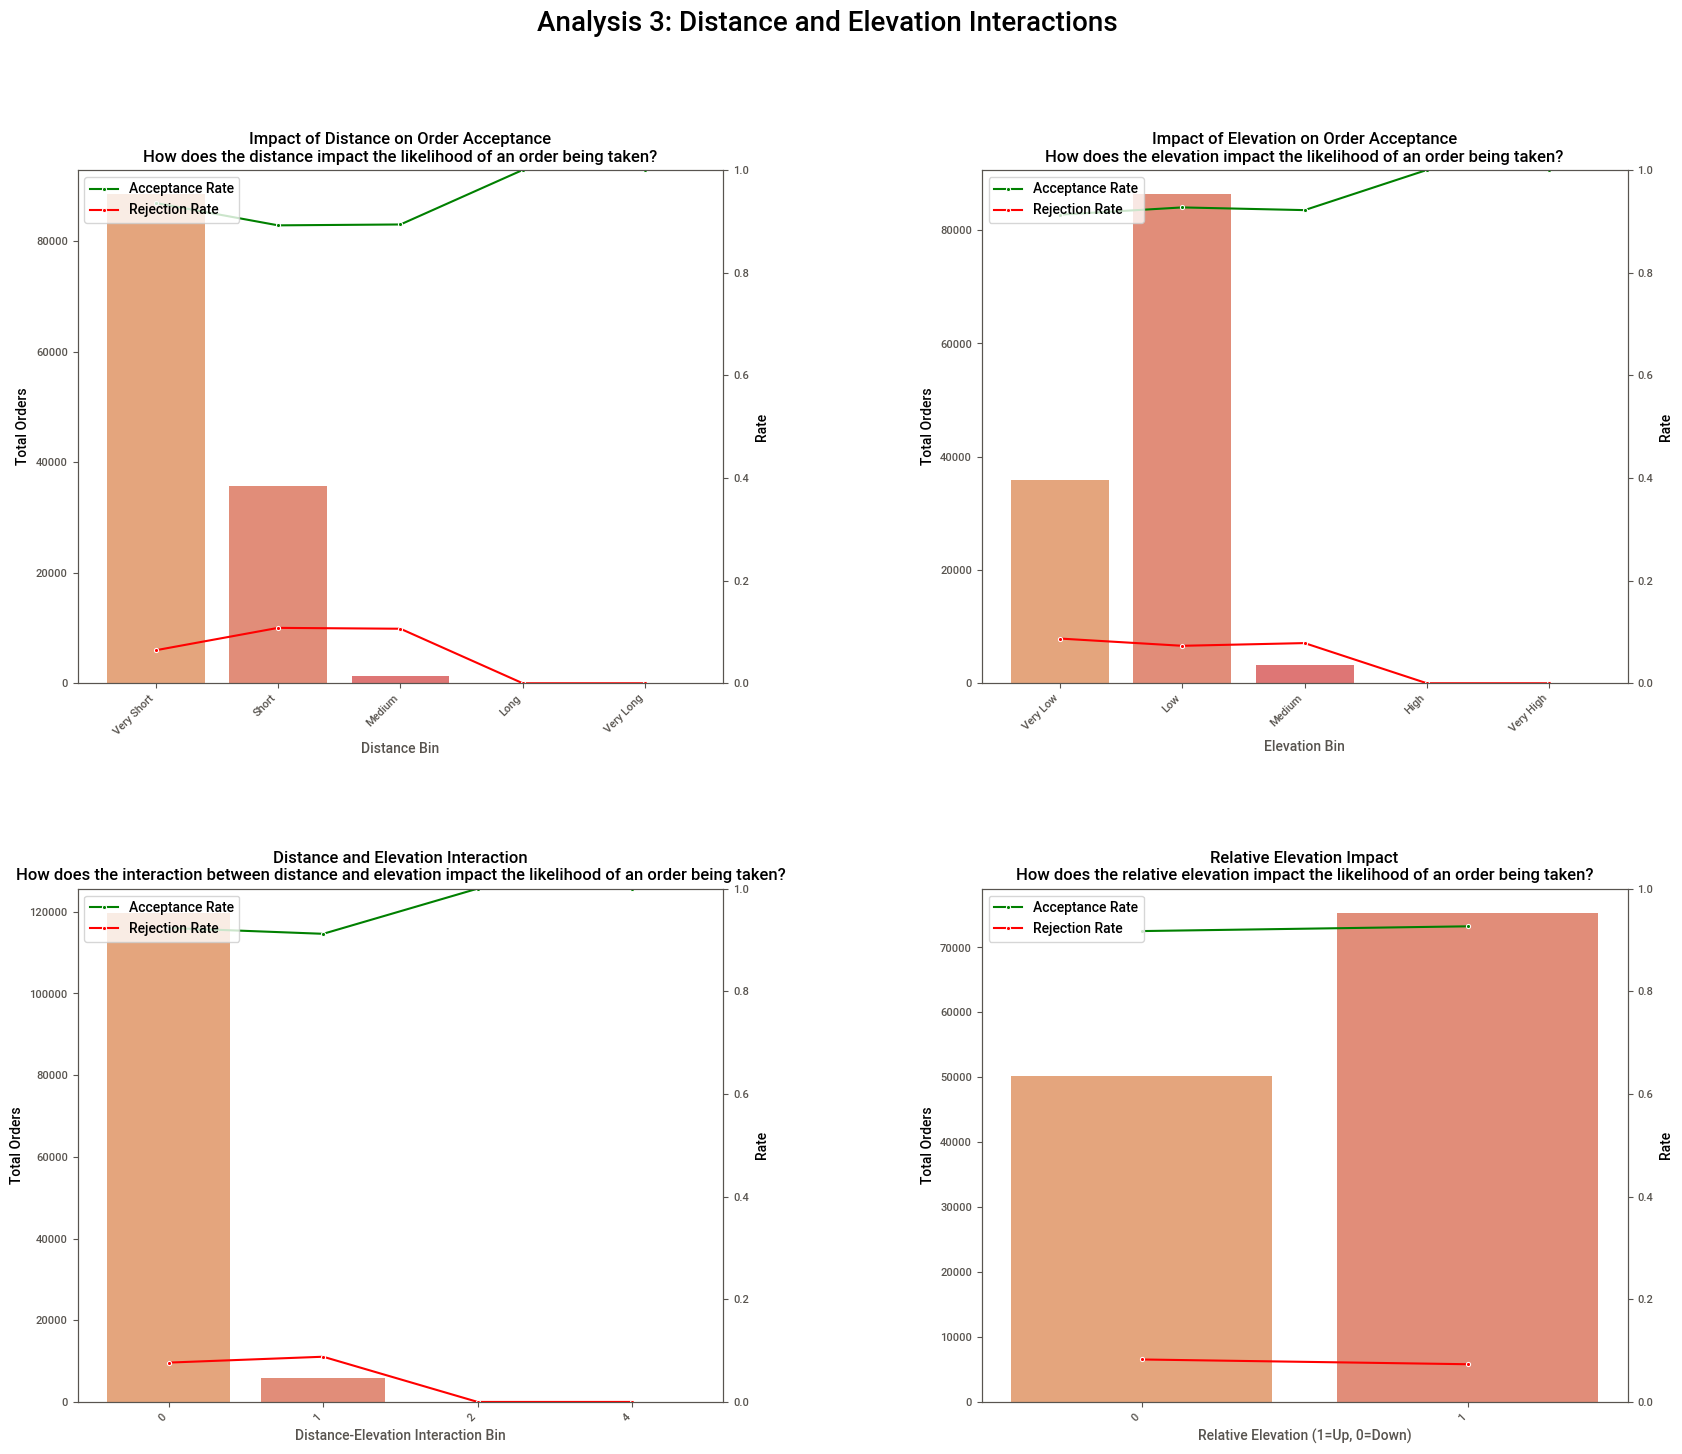 Analysis 3: Distance and Elevation Interactions
Impact of Distance on Order Acceptance
How does the distance impact the likelihood of an order being taken?
Acceptance Rate
Rejection Rate
Total Orders
80000
60000
40000
20000
0
1.0
0.8
0.6
0.4
0.2
0.0
Rate
Very Short
Short
Medium
Long
Very Long
Distance Bin
Impact of Elevation on Order Acceptance
How does the elevation impact the likelihood of an order being taken?
Acceptance Rate
Rejection Rate
Total Orders
80000
60000
40000
20000
0
1.0
0.8
0.6
0.4
0.2
0.0
Rate
Very Low
Low
Medium
High
Very High
Elevation Bin
Distance and Elevation Interaction
How does the interaction between distance and elevation impact the likelihood of an order being taken?
Acceptance Rate
Rejection Rate
Total Orders
120000
100000
80000
60000
40000
20000
0
1.0
0.8
0.6
0.4
0.2
0.0
Rate
0
1
2
4
Distance-Elevation Interaction Bin
Relative Elevation Impact
How does the relative elevation impact the likelihood of an order being taken?
Acceptance Rate
Rejection Rate
Total Orders
70000
60000
50000
40000
30000
20000
10000
0
1.0
0.8
0.6
0.4
0.2
0.0
Rate
0
1
Relative Elevation (1=Up, 0=Down)